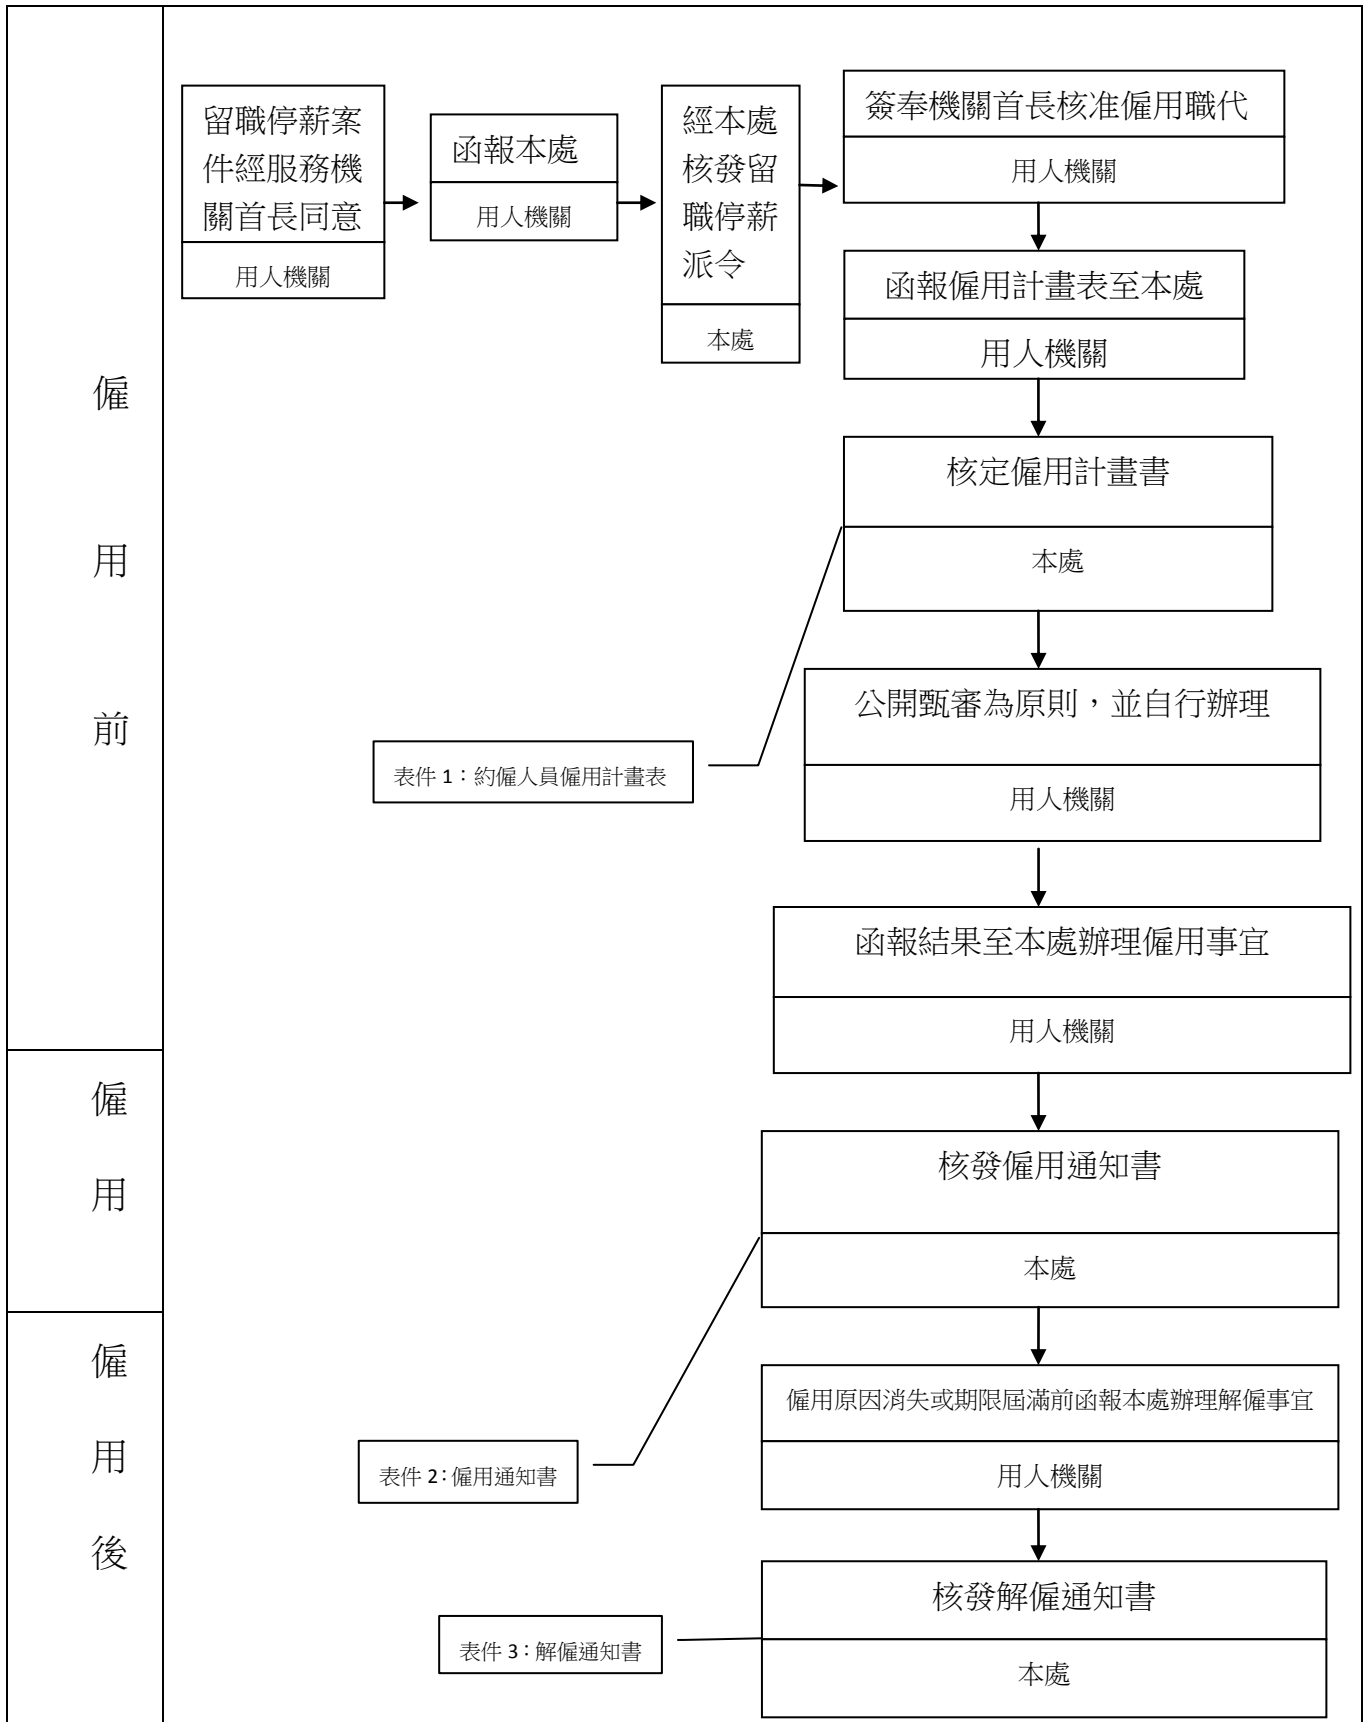 僱
用
前
留職停薪案
件經服務機
關首長同意
用人機關
函報本處
用人機關
經本處
核發留
職停薪
派令
本處
簽奉機關首長核准僱用職代
用人機關
函報僱用計畫表至本處
用人機關
核定僱用計畫書
本處
公開甄審為原則，並自行辦理
用人機關
表件 1：約僱人員僱用計畫表
函報結果至本處辦理僱用事宜
用人機關
僱
用
核發僱用通知書
本處
僱
用
後
僱用原因消失或期限屆滿前函報本處辦理解僱事宜
用人機關
表件 2：僱用通知書
核發解僱通知書
本處
表件 3：解僱通知書